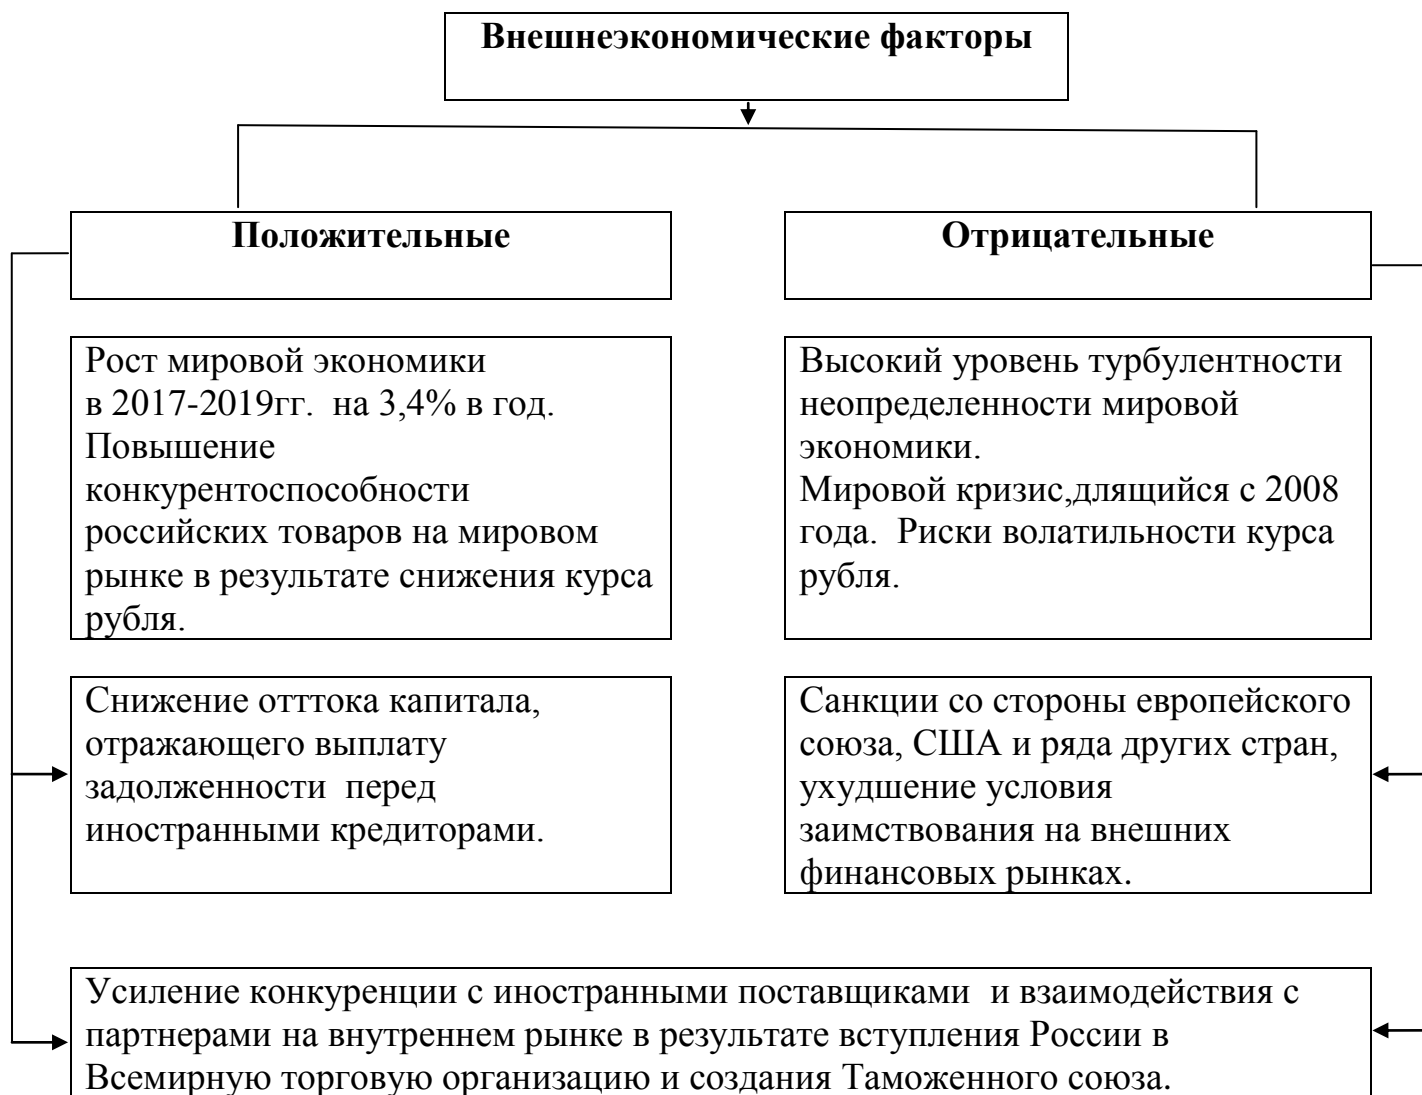 Внешнеэкономические факторы
Положительные
Отрицательные
Рост мировой экономики
в 2017-2019гг.  на 3,4% в год.
Повышение
конкурентоспособности
российских товаров на мировом
рынке в результате снижения курса
рубля.
Высокий уровень турбулентности
неопределенности мировой
экономики.
Мировой кризис,длящийся с 2008
года.  Риски волатильности курса
рубля.
Снижение отттока капитала,
отражающего выплату
задолженности  перед
иностранными кредиторами.
Санкции со стороны европейского
союза, США и ряда других стран,
ухудшение условия
заимствования на внешних
финансовых рынках.
Усиление конкуренции с иностранными поставщиками  и взаимодействия с
партнерами на внутреннем рынке в результате вступления России в
Всемирную торговую организацию и создания Таможенного союза.